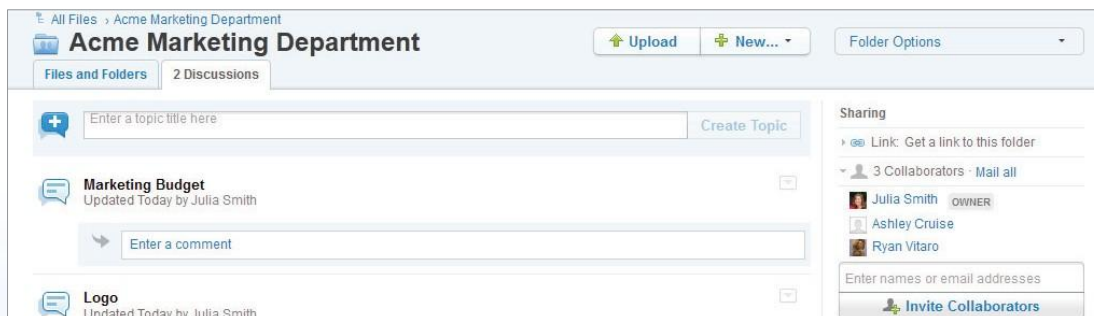 All Files › Acme Marketing Department
Acme Marketing Department
Upload
New...
Folder Options
Files and Folders
2 Discussions
Enter a topic title here
Create Topic
Marketing Budget
Updated Today by Julia Smith
Enter a comment
Logo
Updated Today by Julia Smith
Sharing
Link: Get a link to this folder
3 Collaborators · Mail all
Julia Smith OWNER
Ashley Cruise
Ryan Vitaro
Enter names or email addresses
Invite Collaborators